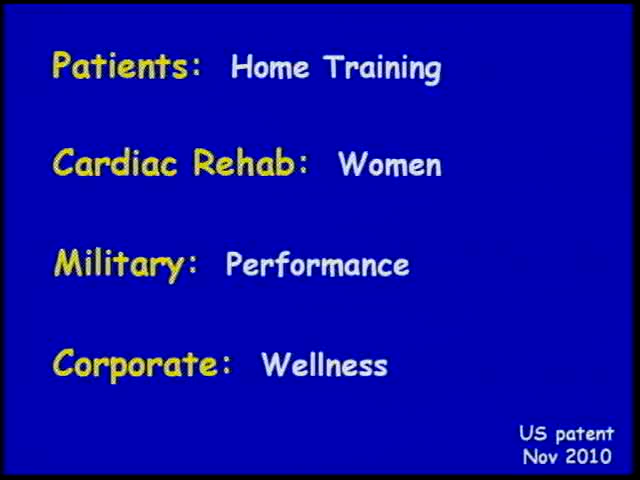 Patients: Home Training
Cardiac Rehab: Women
Military: Performance
Corporate: Wellness
US patent
Nov 2010